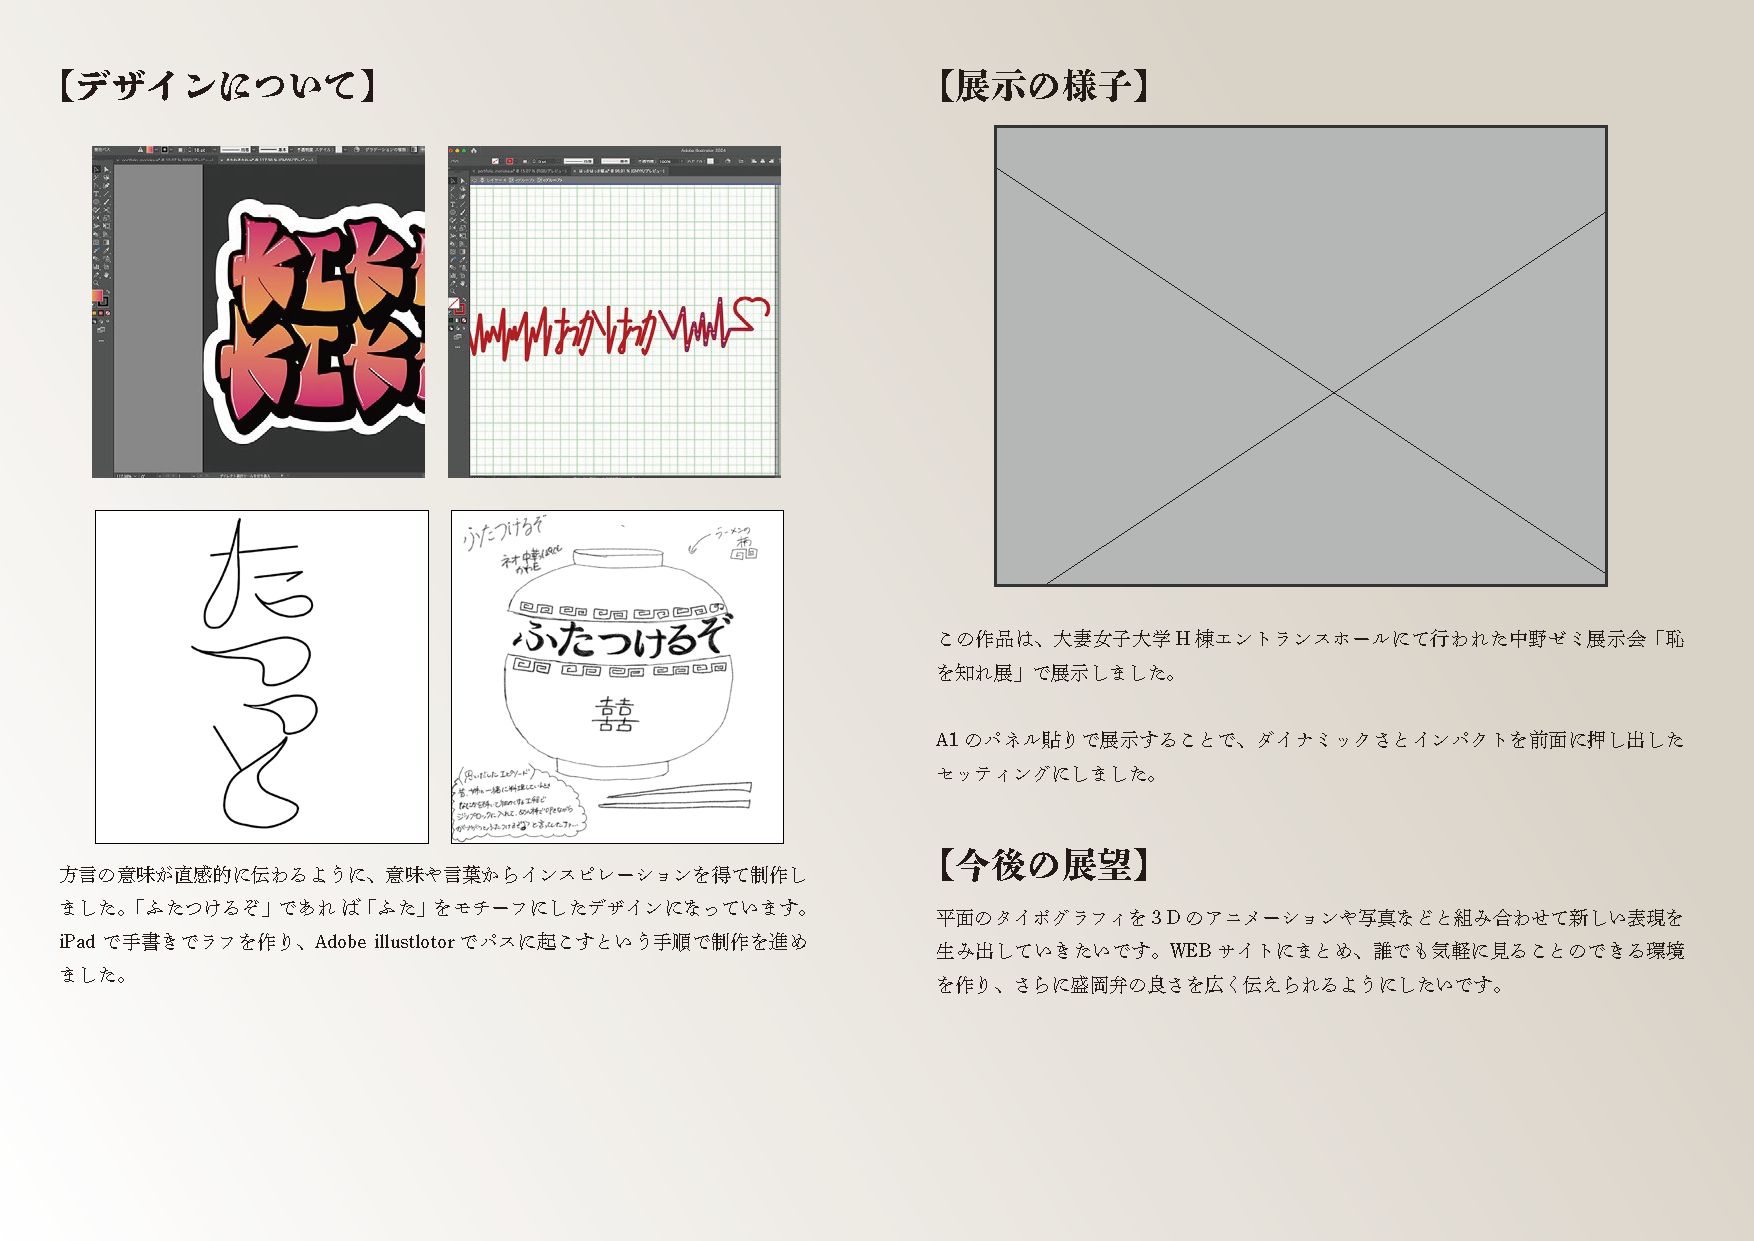 【デザインについて】
KCK
KCK
Adobe Illustrator 2024
はっかはっか
たっと
ふたつけるぞ
ネオ中華っぽく
かわE
ラーメンの
柄
ふたつけるぞ
囍
方言の意味が直感的に伝わるように、意味や言葉からインスピレーションを得て制作し
ました。「ふたつけるぞ」であれば「ふた」をモチーフにしたデザインになっています。
iPad で手書きでラフを作り、Adobe illustlotor でパスに起こすという手順で制作を進め
ました。
【展示の様子】
この作品は、大妻女子大学 H 棟エントランスホールにて行われた中野ゼミ展示会「恥
を知れ展」で展示しました。
A1 のパネル貼りで展示することで、ダイナミックさとインパクトを前面に押し出した
セッティングにしました。
【今後の展望】
平面のタイポグラフィを３Ｄのアニメーションや写真などと組み合わせて新しい表現を
生み出していきたいです。WEB サイトにまとめ、誰でも気軽に見ることのできる環境
を作り、さらに盛岡弁の良さを広く伝えられるようにしたいです。